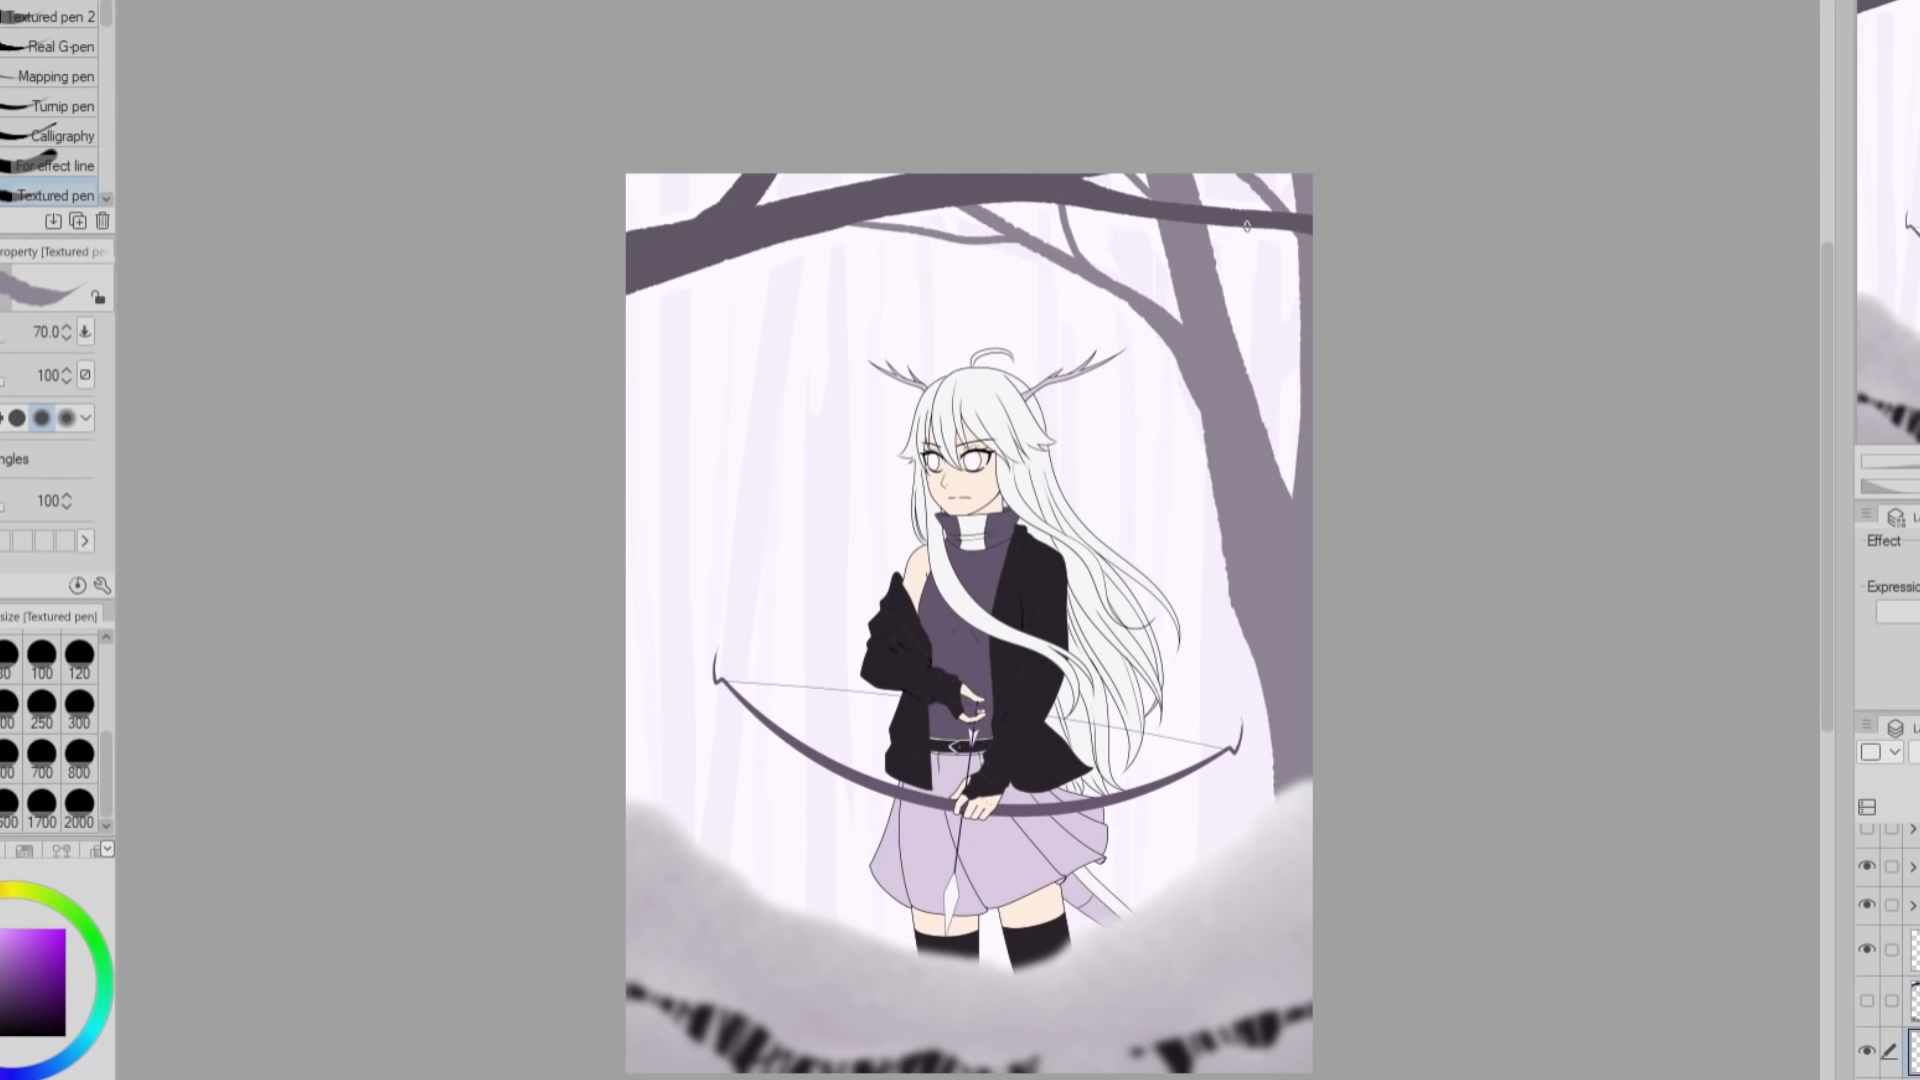 Textured pen 2
Real G-pen
Mapping pen
Turnip pen
Calligraphy
For effect line
Textured pen
roperty [Textured pe
70.0
100
ngles
100
size [Textured pen]
100 120
250 300
700 800
1700 2000
Effect
Expressio